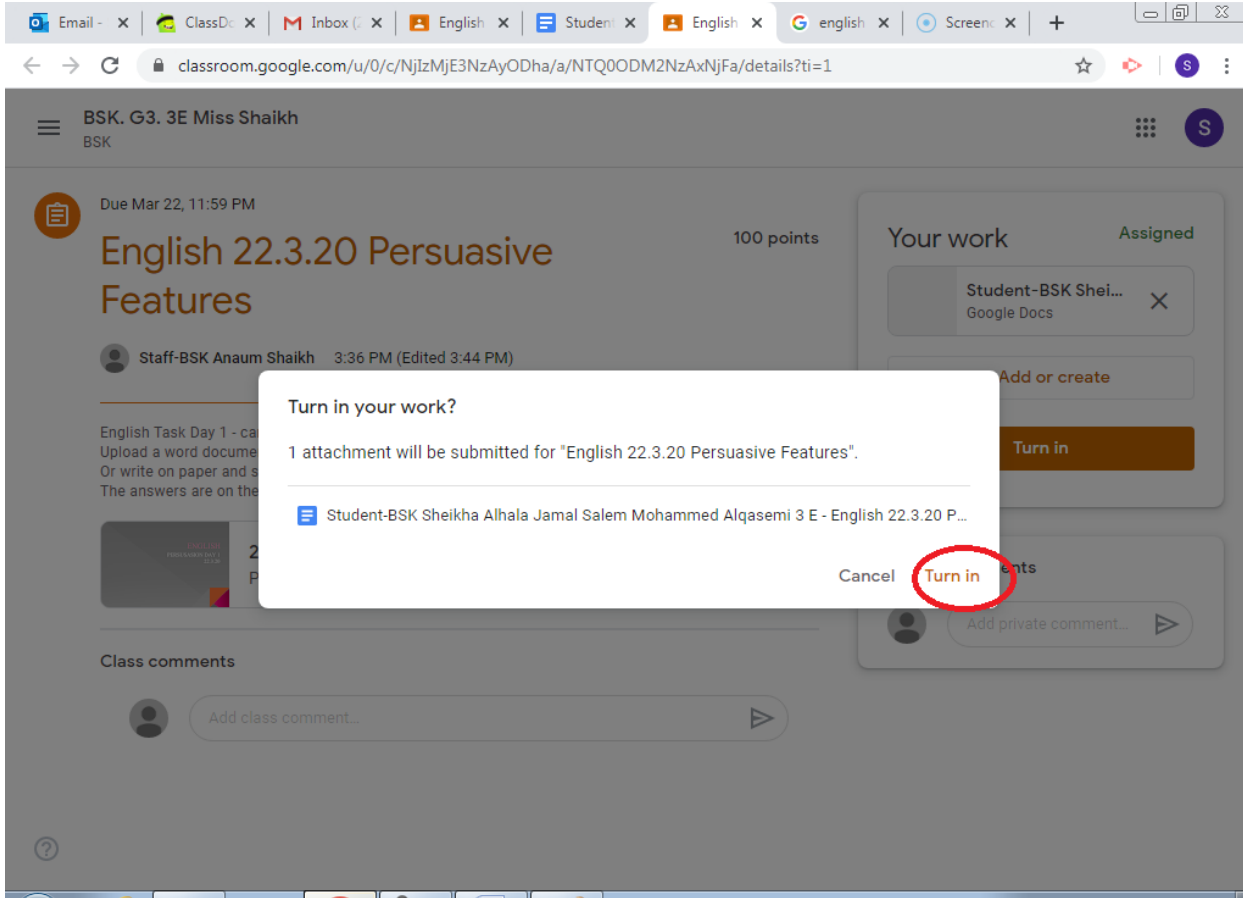 Email - ClassDo Inbox ( English Student English english Screenc
classroom.google.com/u/0/c/NjIzMjE3NzAyODha/a/NTQ0ODM2NzAxNjFa/details?ti=1
S
BSK. G3. 3E Miss Shaikh
BSK
S
Due Mar 22, 11:59 PM
English 22.3.20 Persuasive
Features
100 points
Staff-BSK Anaum Shaikh 3:36 PM (Edited 3:44 PM)
English Task Day 1 - ca
Upload a word docume
Or write on paper and s
The answers are on the
2
P
Class comments
Add class comment...
Your work
Assigned
Student-BSK Shei...
Google Docs
Add or create
Turn in
ents
Add private comment...
Turn in your work?
1 attachment will be submitted for "English 22.3.20 Persuasive Features".
Student-BSK Sheikha Alhala Jamal Salem Mohammed Alqasemi 3 E - English 22.3.20 P...
Cancel Turn in